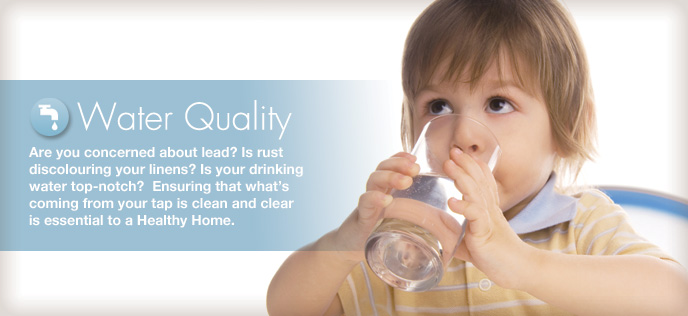 Water Quality
Are you concerned about lead? Is rust
discolouring your linens? Is your drinking
water top-notch?  Ensuring that what's
coming from your tap is clean and clear
is essential to a Healthy Home.